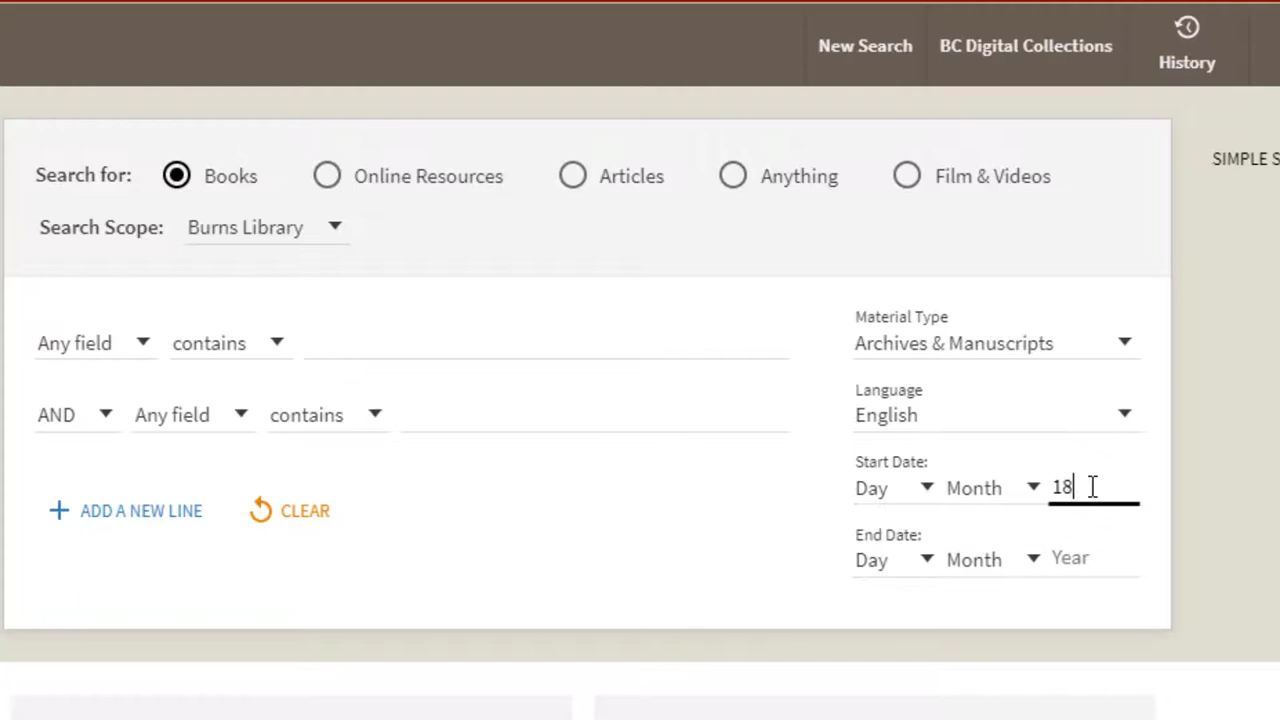 New Search BC Digital Collections History
SIMPLE S
Search for: Books Online Resources Articles Anything Film & Videos
Search Scope: Burns Library
Any field contains
AND Any field contains
ADD A NEW LINE CLEAR
Material Type
Archives & Manuscripts
Language
English
Start Date:
Day Month 18
End Date:
Day Month Year